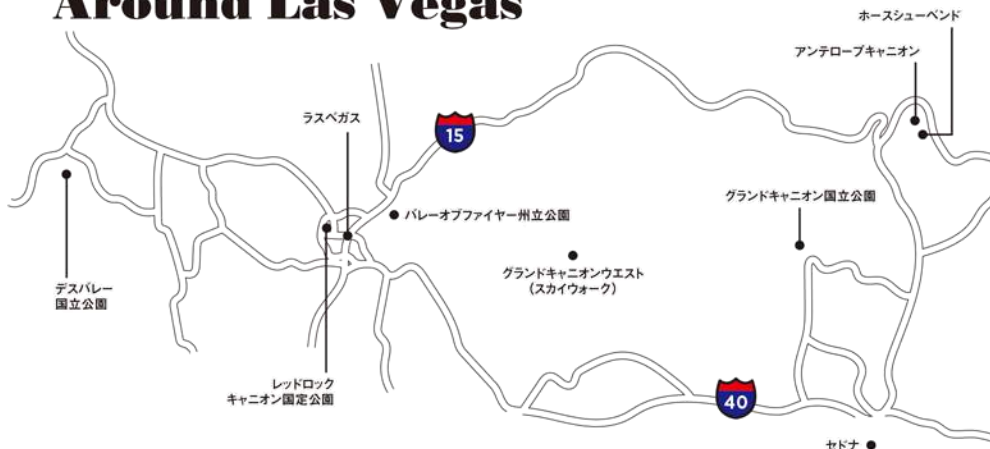 Around Las Vegas
ホースシューベンド
アンテロープキャニオン
ラスベガス
15
グランドキャニオン国立公園
バレーオブファイヤー州立公園
グランドキャニオンウエスト
(スカイウォーク)
デスバレー
国立公園
レッドロック
キャニオン国定公園
40
セドナ